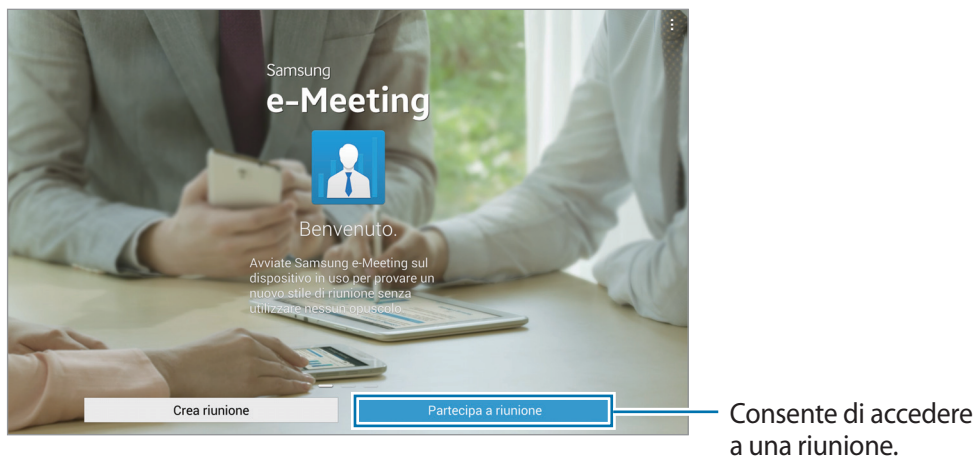 Samsung
e-Meeting
Benvenuto.
Avviate Samsung e-Meeting sul
dispositivo in uso per provare un
nuovo stile di riunione senza
utilizzare nessun opuscolo.
Crea riunione
Partecipa a riunione
Consente di accedere
a una riunione.